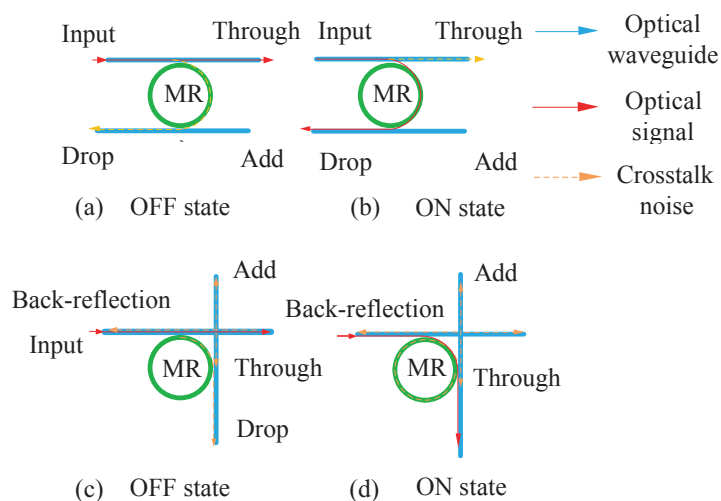 Input Through
MR
Drop Add
(a) OFF state
Input Through
MR
Drop Add
(b) ON state
Optical
waveguide
Optical
signal
Crosstalk
noise
Add
Back-reflection
Input
MR
Through
Drop
(c) OFF state
Add
Back-reflection
MR
Through
(d) ON state